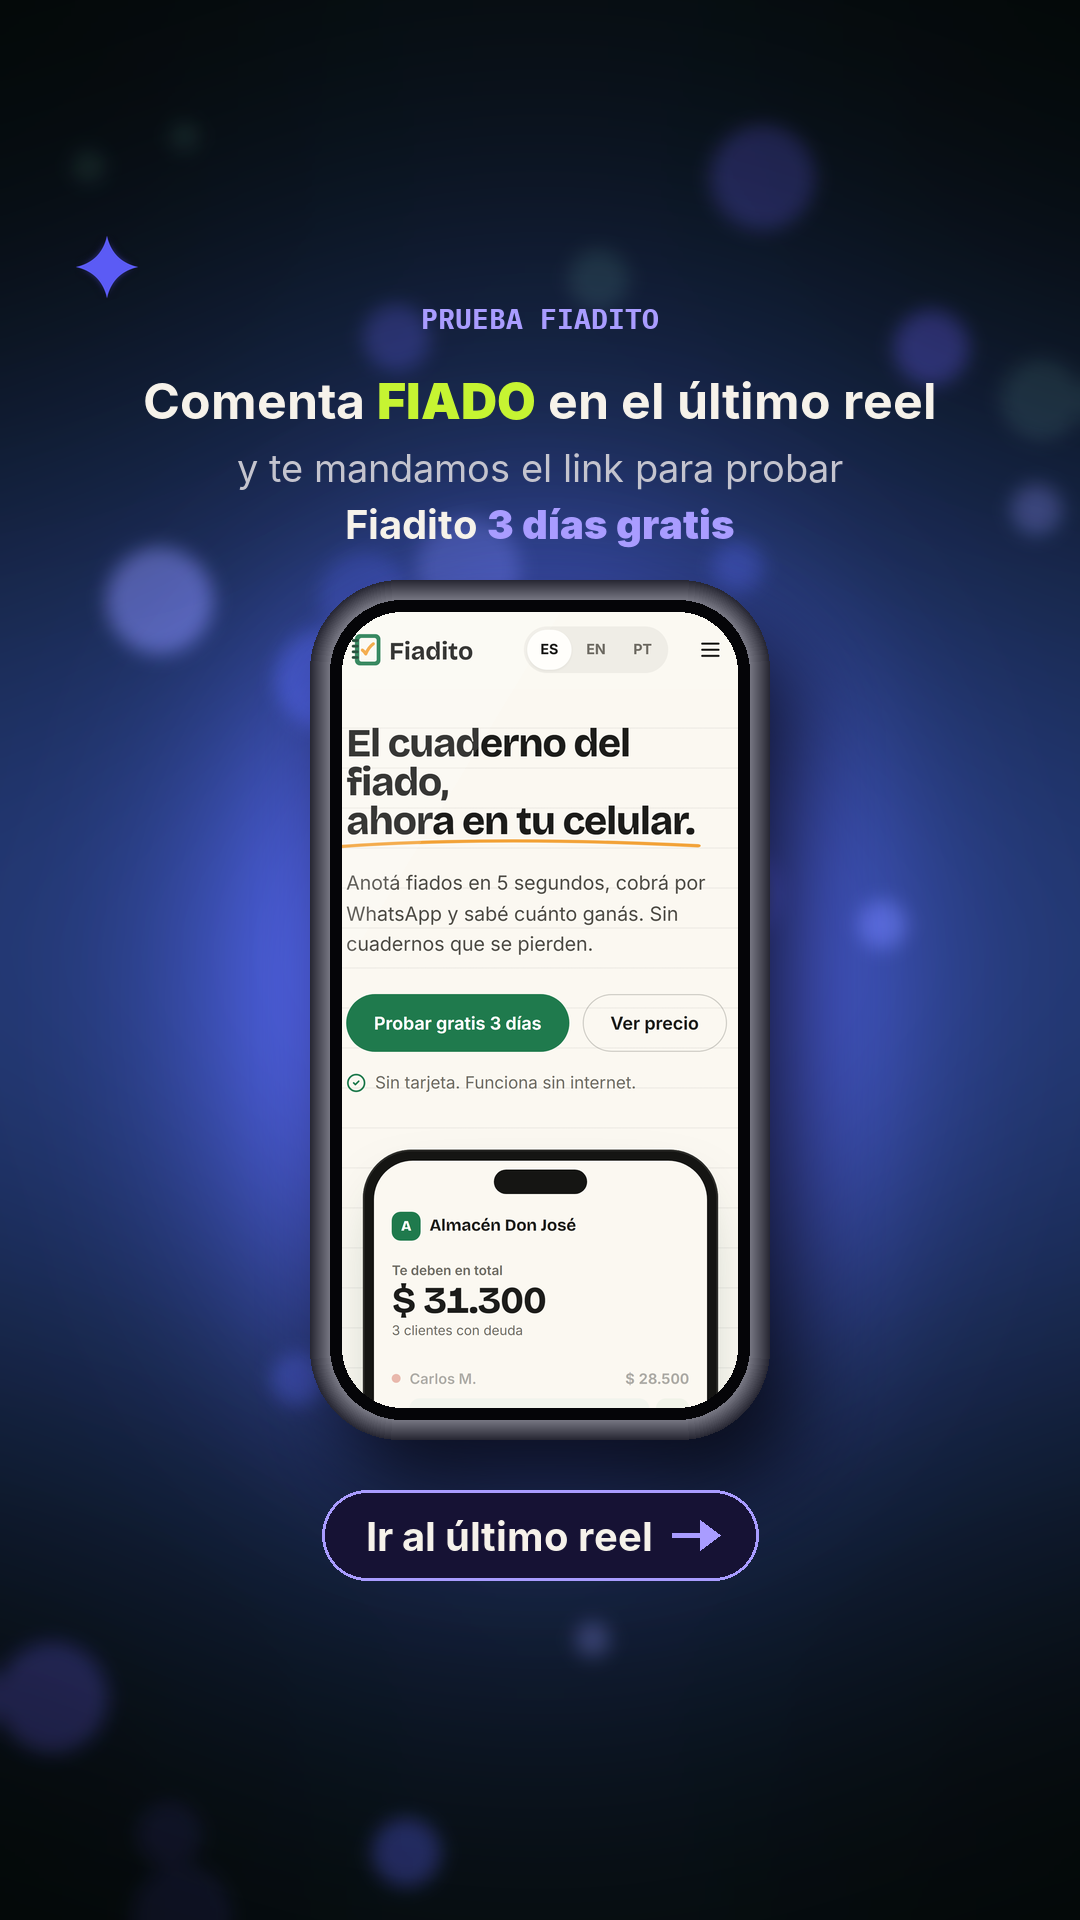 PRUEBA FIADITO
Comenta FIADO en el último reel
y te mandamos el link para probar
Fiadito 3 días gratis
Fiadito
ES EN PT
El cuaderno del
fiado,
ahora en tu celular.
Anotá fiados en 5 segundos, cobrá por
WhatsApp y sabé cuánto ganás. Sin
cuadernos que se pierden.
Probar gratis 3 días
Ver precio
Sin tarjeta. Funciona sin internet.
A Almacén Don José
Te deben en total
$ 31.300
3 clientes con deuda
Carlos M. $ 28.500
Ir al último reel